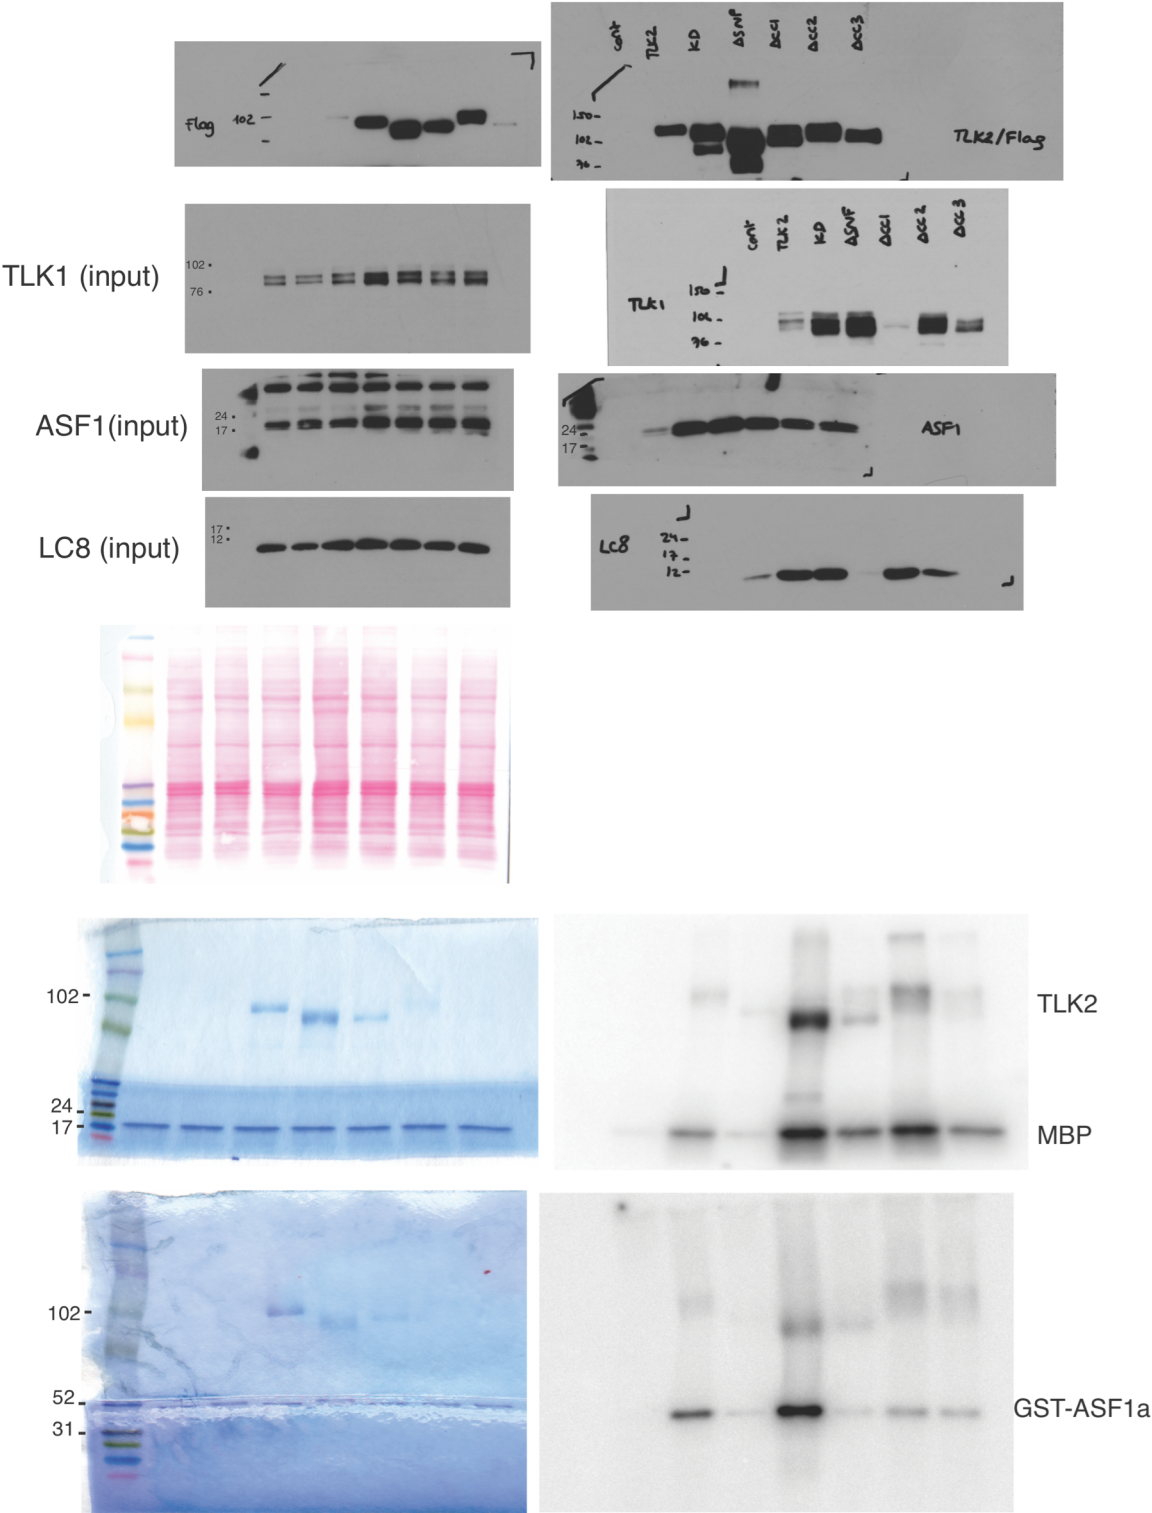 Flag
102
cont TLK2 KD ΔSNF ΔCC1 ΔCC2 ΔCC3
150
102
76
TLK2/Flag
TLK1 (input)
102
76
cont TLK2 KD ΔSNF ΔCC1 ΔCC2 ΔCC3
TLK1
150
102
76
ASF1(input)
24
17
24
17
ASF1
LC8 (input)
17
12
LC8
24
17
12
102
24
17
TLK2
MBP
102
52
31
GST-ASF1a